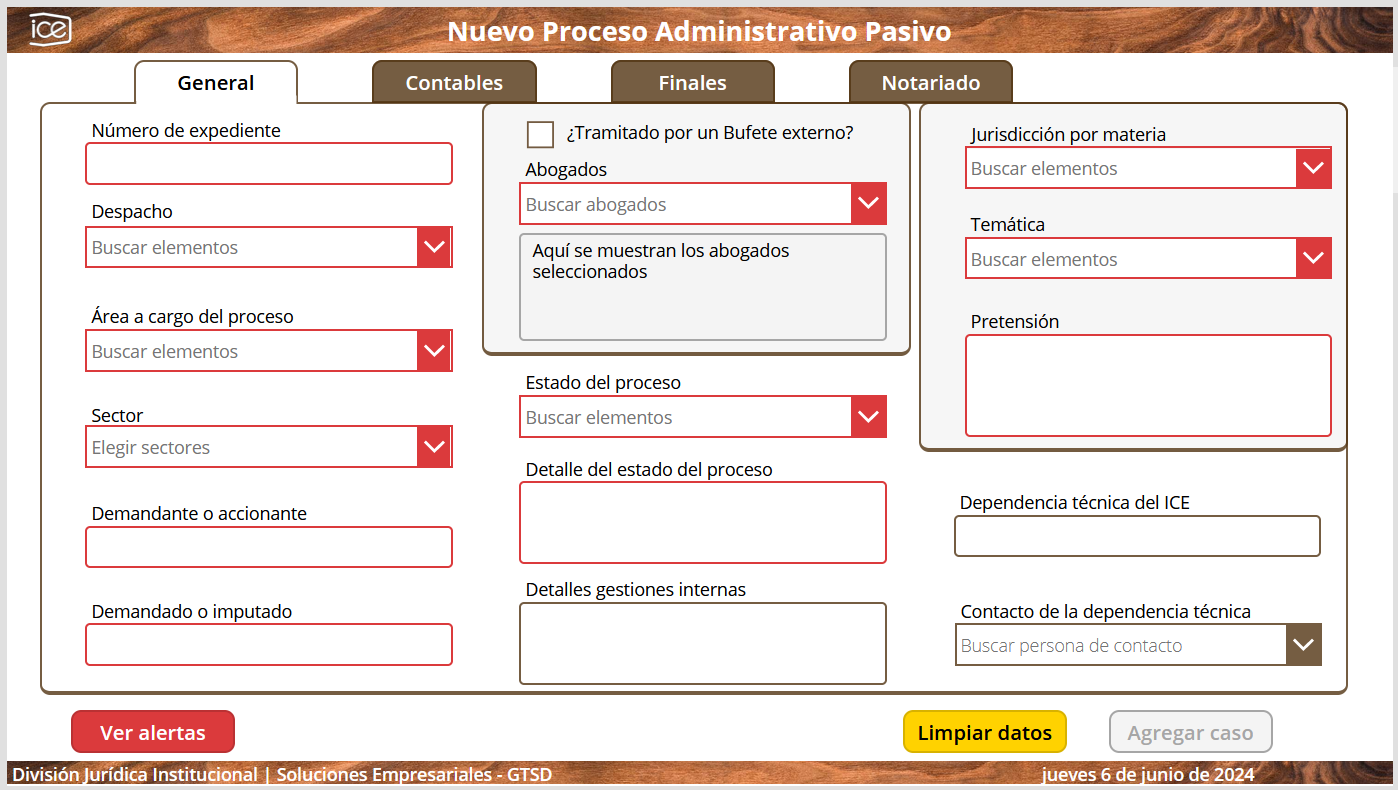 ice
Nuevo Proceso Administrativo Pasivo
General
Contables
Finales
Notariado
Número de expediente
Despacho
Buscar elementos
Área a cargo del proceso
Buscar elementos
Sector
Elegir sectores
Demandante o accionante
Demandado o imputado
¿Tramitado por un Bufete externo?
Abogados
Buscar abogados
Aquí se muestran los abogados
seleccionados
Estado del proceso
Buscar elementos
Detalle del estado del proceso
Detalles gestiones internas
Jurisdicción por materia
Buscar elementos
Temática
Buscar elementos
Pretensión
Dependencia técnica del ICE
Contacto de la dependencia técnica
Buscar persona de contacto
Ver alertas
Limpiar datos
Agregar caso
División Jurídica Institucional | Soluciones Empresariales - GTSD
jueves 6 de junio de 2024